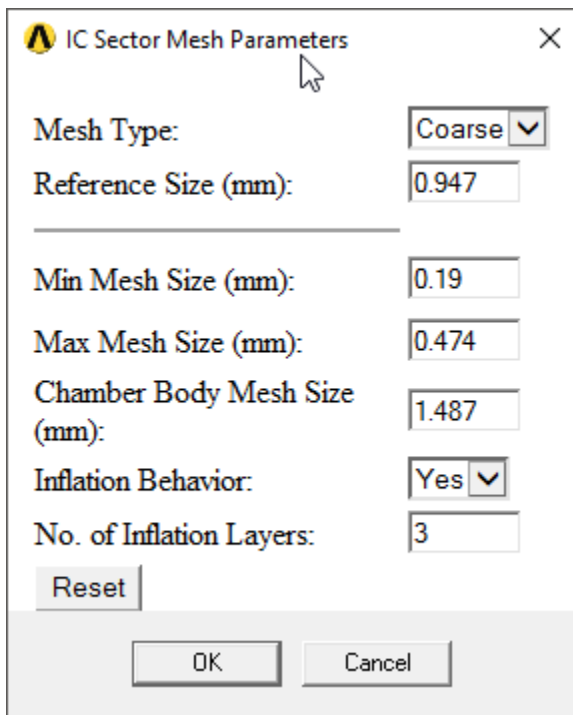 IC Sector Mesh Parameters
Mesh Type: Coarse
Reference Size (mm): 0.947
Min Mesh Size (mm): 0.19
Max Mesh Size (mm): 0.474
Chamber Body Mesh Size
(mm): 1.487
Inflation Behavior: Yes
No. of Inflation Layers: 3
Reset
OK Cancel